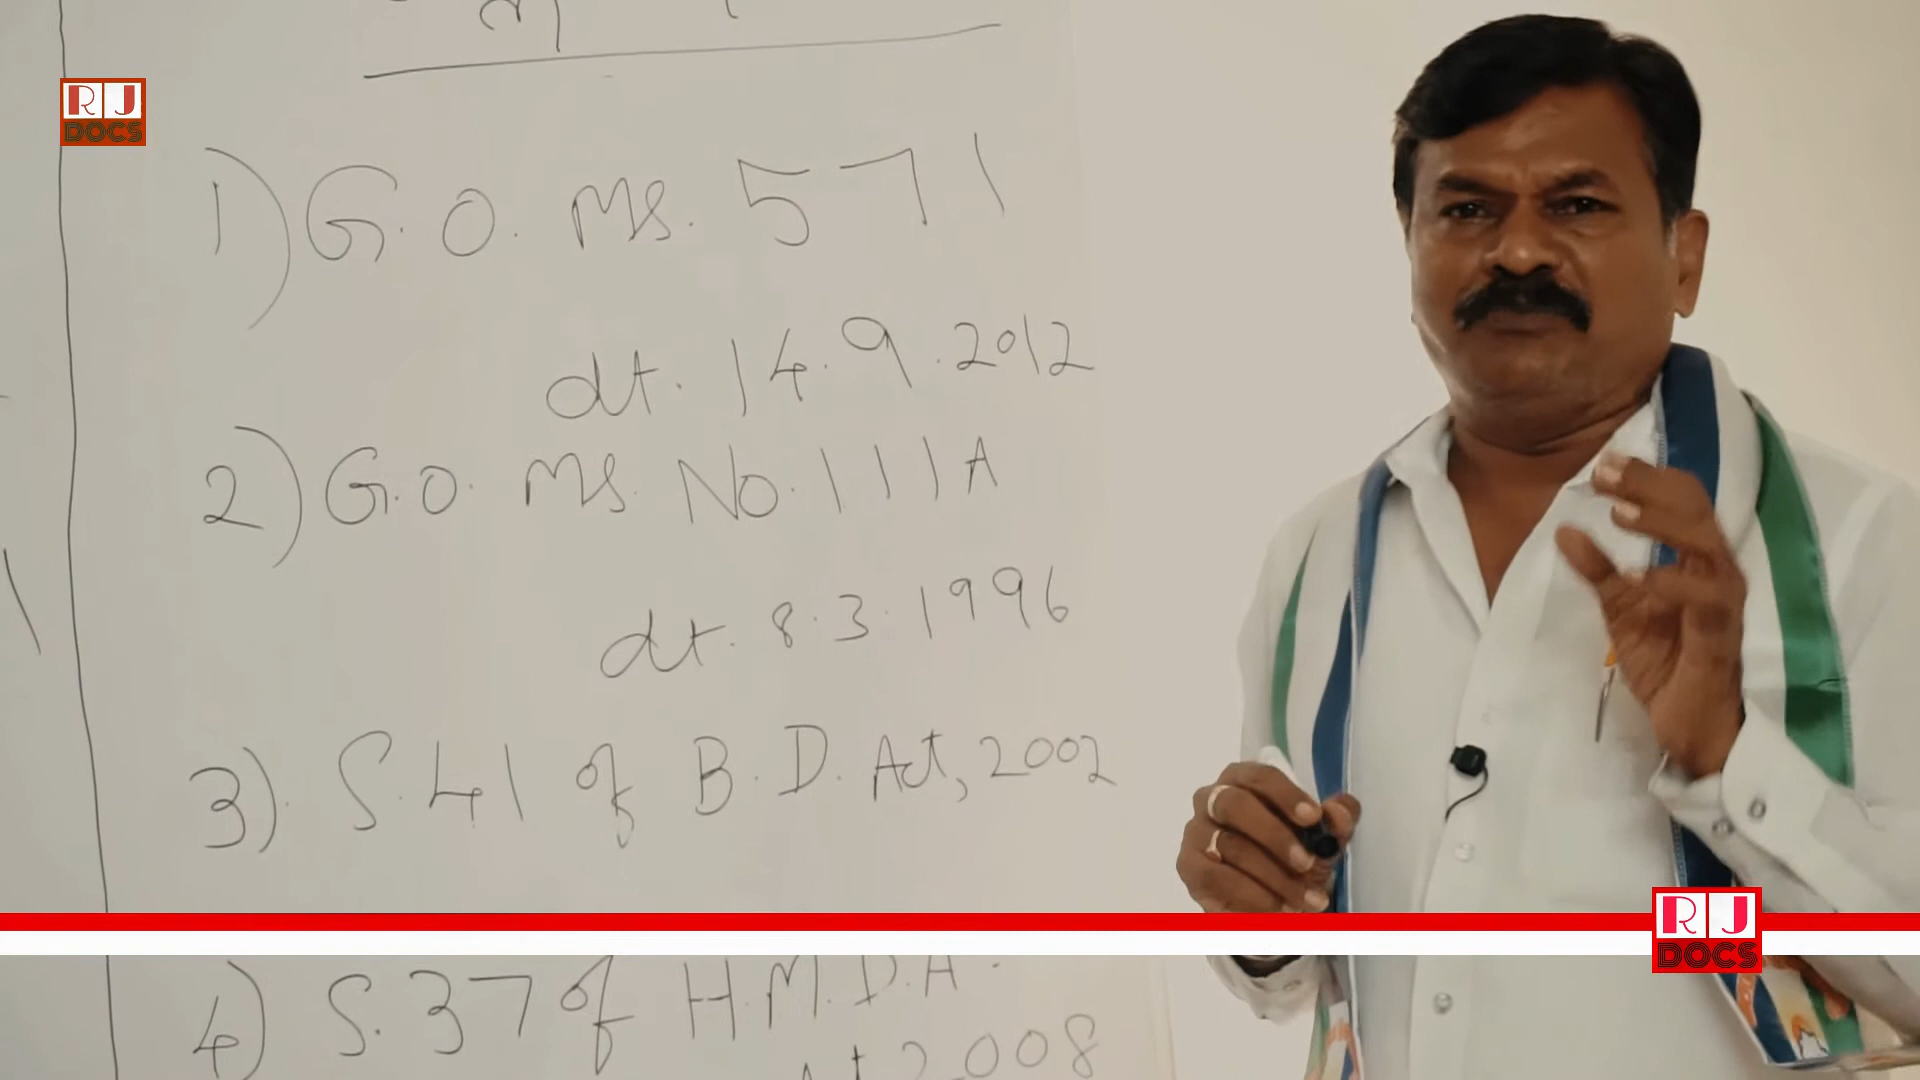 RJ
DOCS
1) G.O. Ms. 571
dt. 14.9.2012
2) G.O. Ms. No. 111A
dt. 8.3.1996
3). S.41 of B.D. Act, 2002
RJ
DOCS
4) S.37 of H.M.D.A.
Act 2008